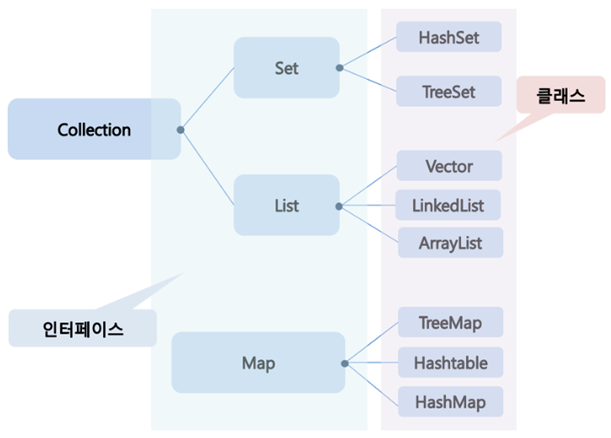 HashSet
Set
TreeSet
클래스
Collection
Vector
List
LinkedList
ArrayList
인터페이스
TreeMap
Map
Hashtable
HashMap